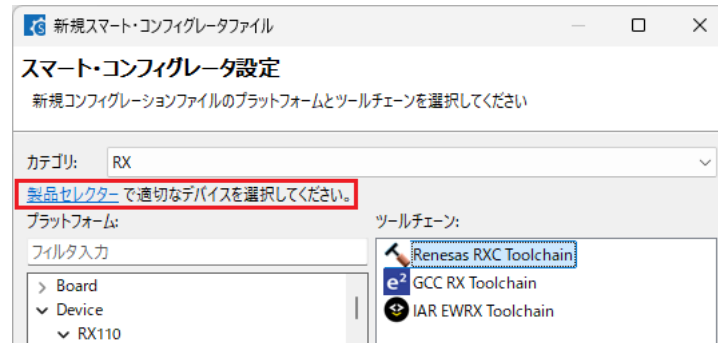 新規スマート・コンフィグレータファイル
スマート・コンフィグレータ設定
新規コンフィグレーションファイルのプラットフォームとツールチェーンを選択してください
カテゴリ: RX
製品セレクター で適切なデバイスを選択してください。
プラットフォーム:
フィルタ入力
Board
Device
RX110
ツールチェーン:
Renesas RXC Toolchain
e² GCC RX Toolchain
IAR EWRX Toolchain